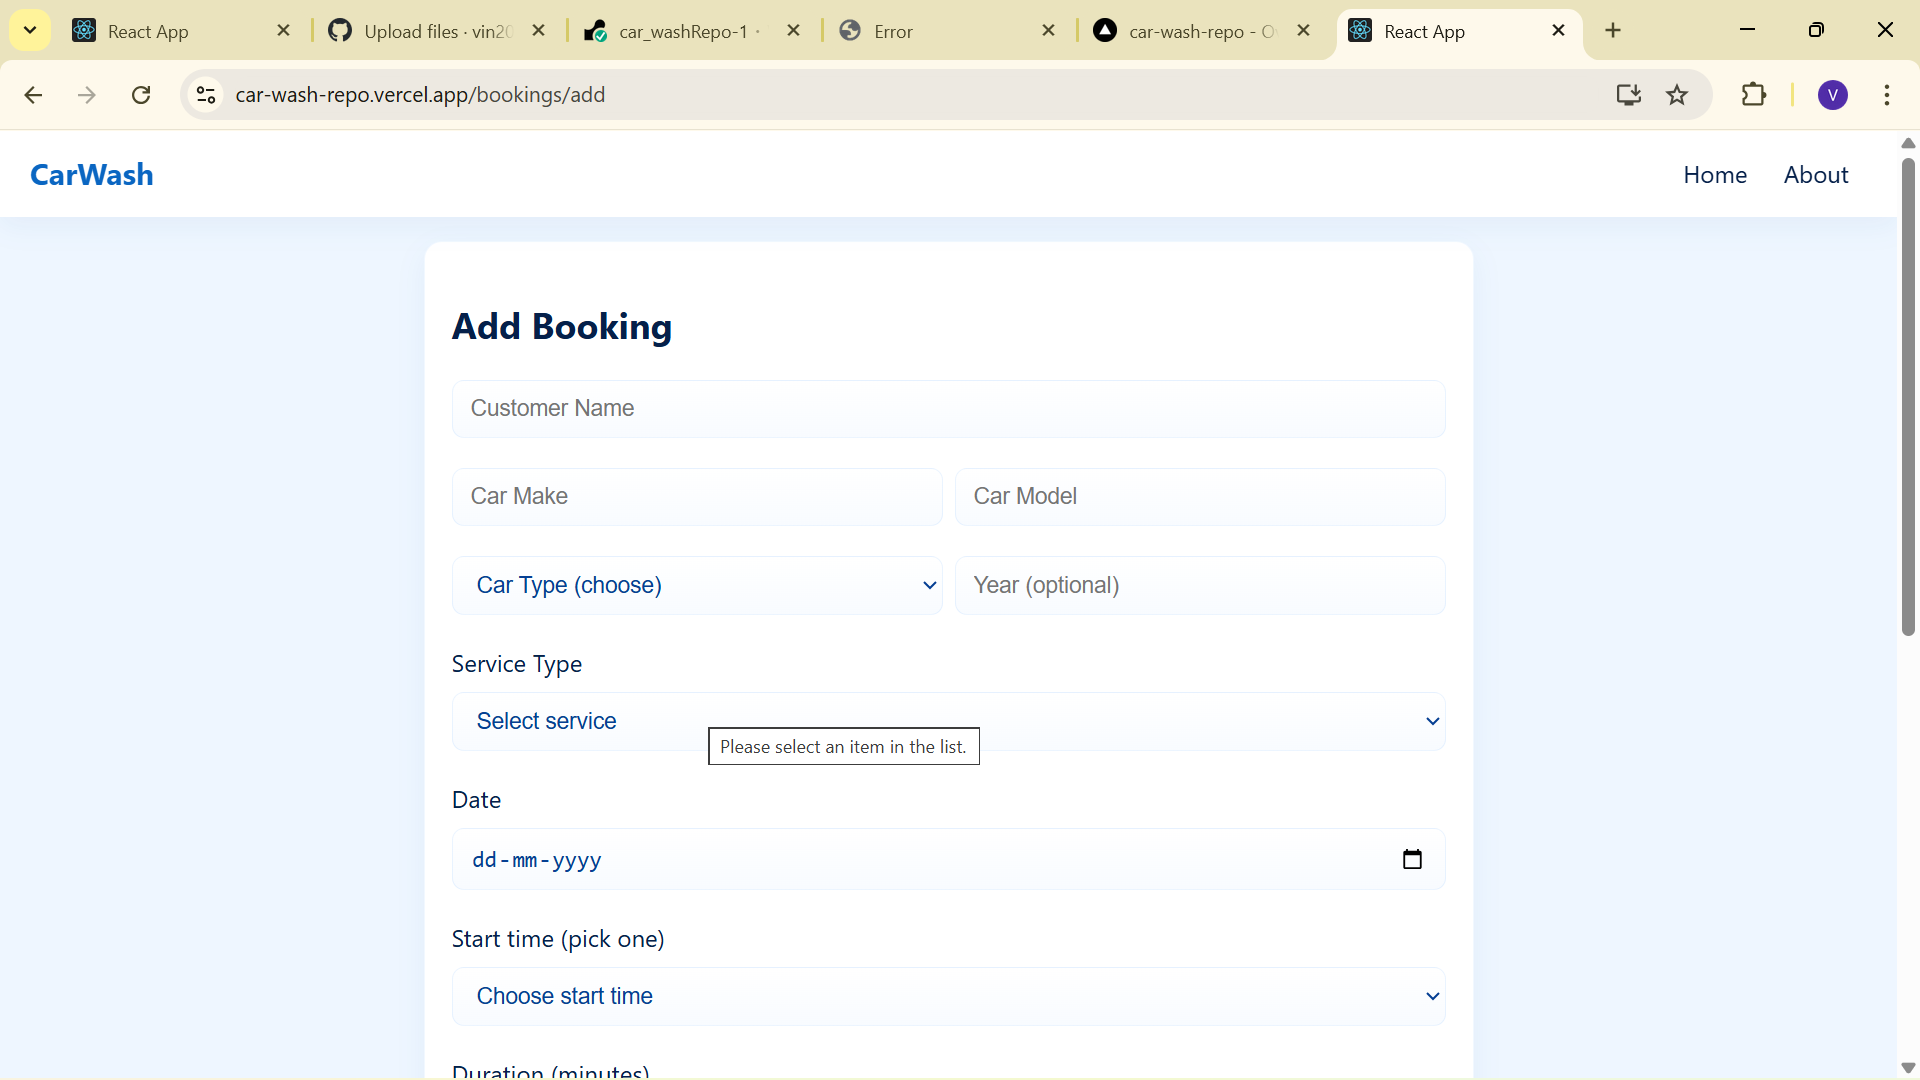 React App
Upload files · vin20
car_washRepo-1 ·
Error
car-wash-repo - Ov
React App
car-wash-repo.vercel.app/bookings/add
V
CarWash
Home
About
Add Booking
Customer Name
Car Make
Car Model
Car Type (choose)
Year (optional)
Service Type
Select service
Please select an item in the list.
Date
dd-mm-yyyy
Start time (pick one)
Choose start time
Duration (minutes)